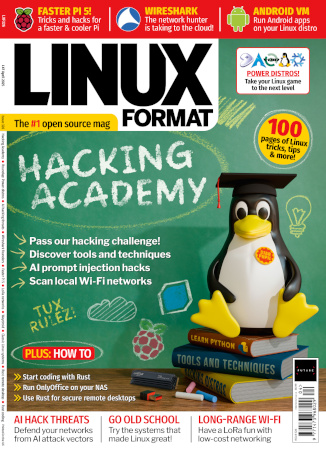 FASTER PI 5!
Tricks and hacks for
a faster & cooler Pi
WIRESHARK
The network hunter
is taking to the cloud!
ANDROID VM
Run Android apps
on your Linux distro
LINUX
FORMAT
The #1 open source mag
POWER DISTROS!
Take your Linux game
to the next level
100
pages of Linux
tricks, tips
& more!
HACKING
ACADEMY
Pass our hacking challenge!
Discover tools and techniques
AI prompt injection hacks
Scan local Wi-Fi networks
TUX
RULEZ!
LEARN PYTHON
TOOLS AND TECHNIQUES
PLUS: HOW TO
Start coding with Rust
Run OnlyOffice on your NAS
Use Rust for secure remote desktops
FUTURE
AI HACK THREATS
Defend your networks
from AI attack vectors
GO OLD SCHOOL
Try the systems that
made Linux great!
LONG-RANGE WI-FI
Have a LoRa fun with
low-cost networking